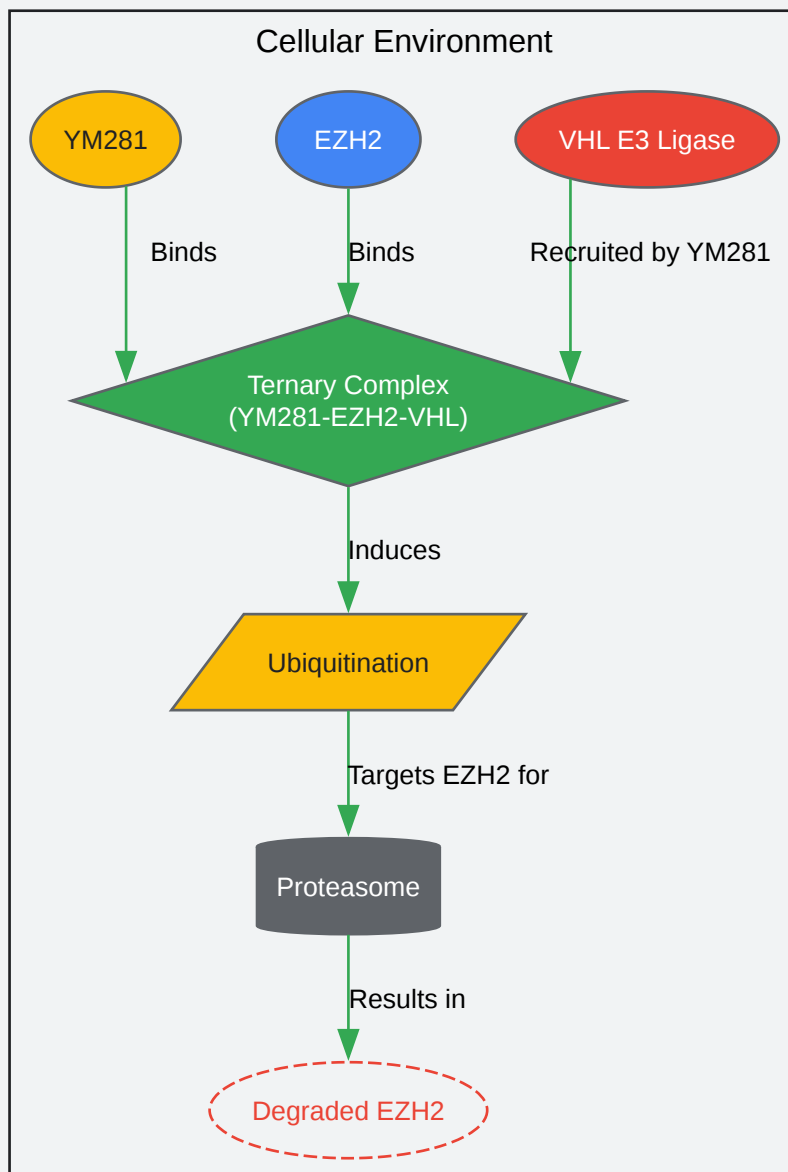 Cellular Environment
YM281
EZH2
VHL E3 Ligase
Binds
Binds
Recruited by YM281
Ternary Complex
(YM281-EZH2-VHL)
Induces
Ubiquitination
Targets EZH2 for
Proteasome
Results in
Degraded EZH2